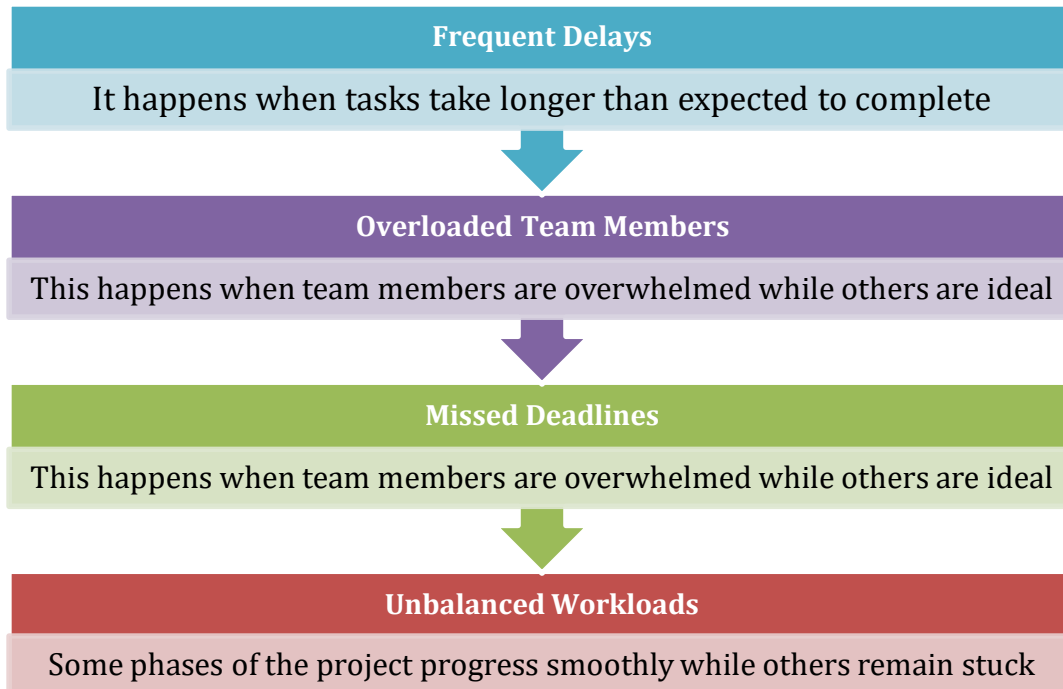 Frequent Delays
It happens when tasks take longer than expected to complete
Overloaded Team Members
This happens when team members are overwhelmed while others are ideal
Missed Deadlines
This happens when team members are overwhelmed while others are ideal
Unbalanced Workloads
Some phases of the project progress smoothly while others remain stuck